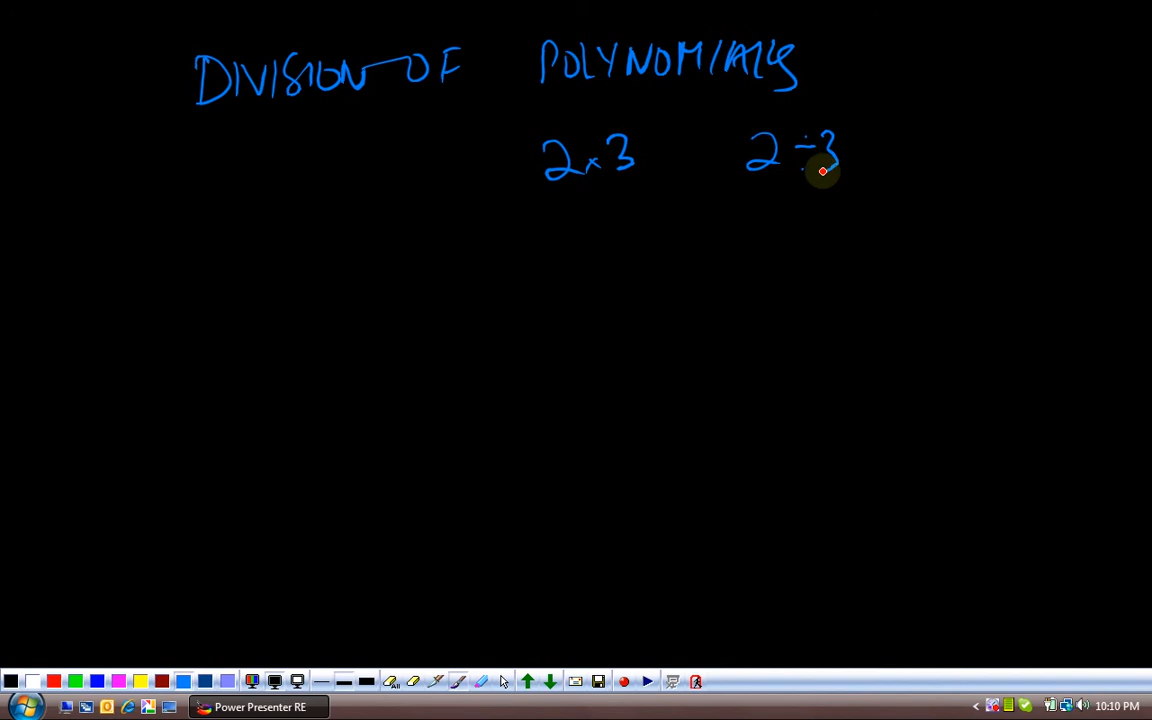 DIVISION OF POLYNOMIALS
2 × 3 2 ÷ 3
Power Presenter RE
10:10 PM